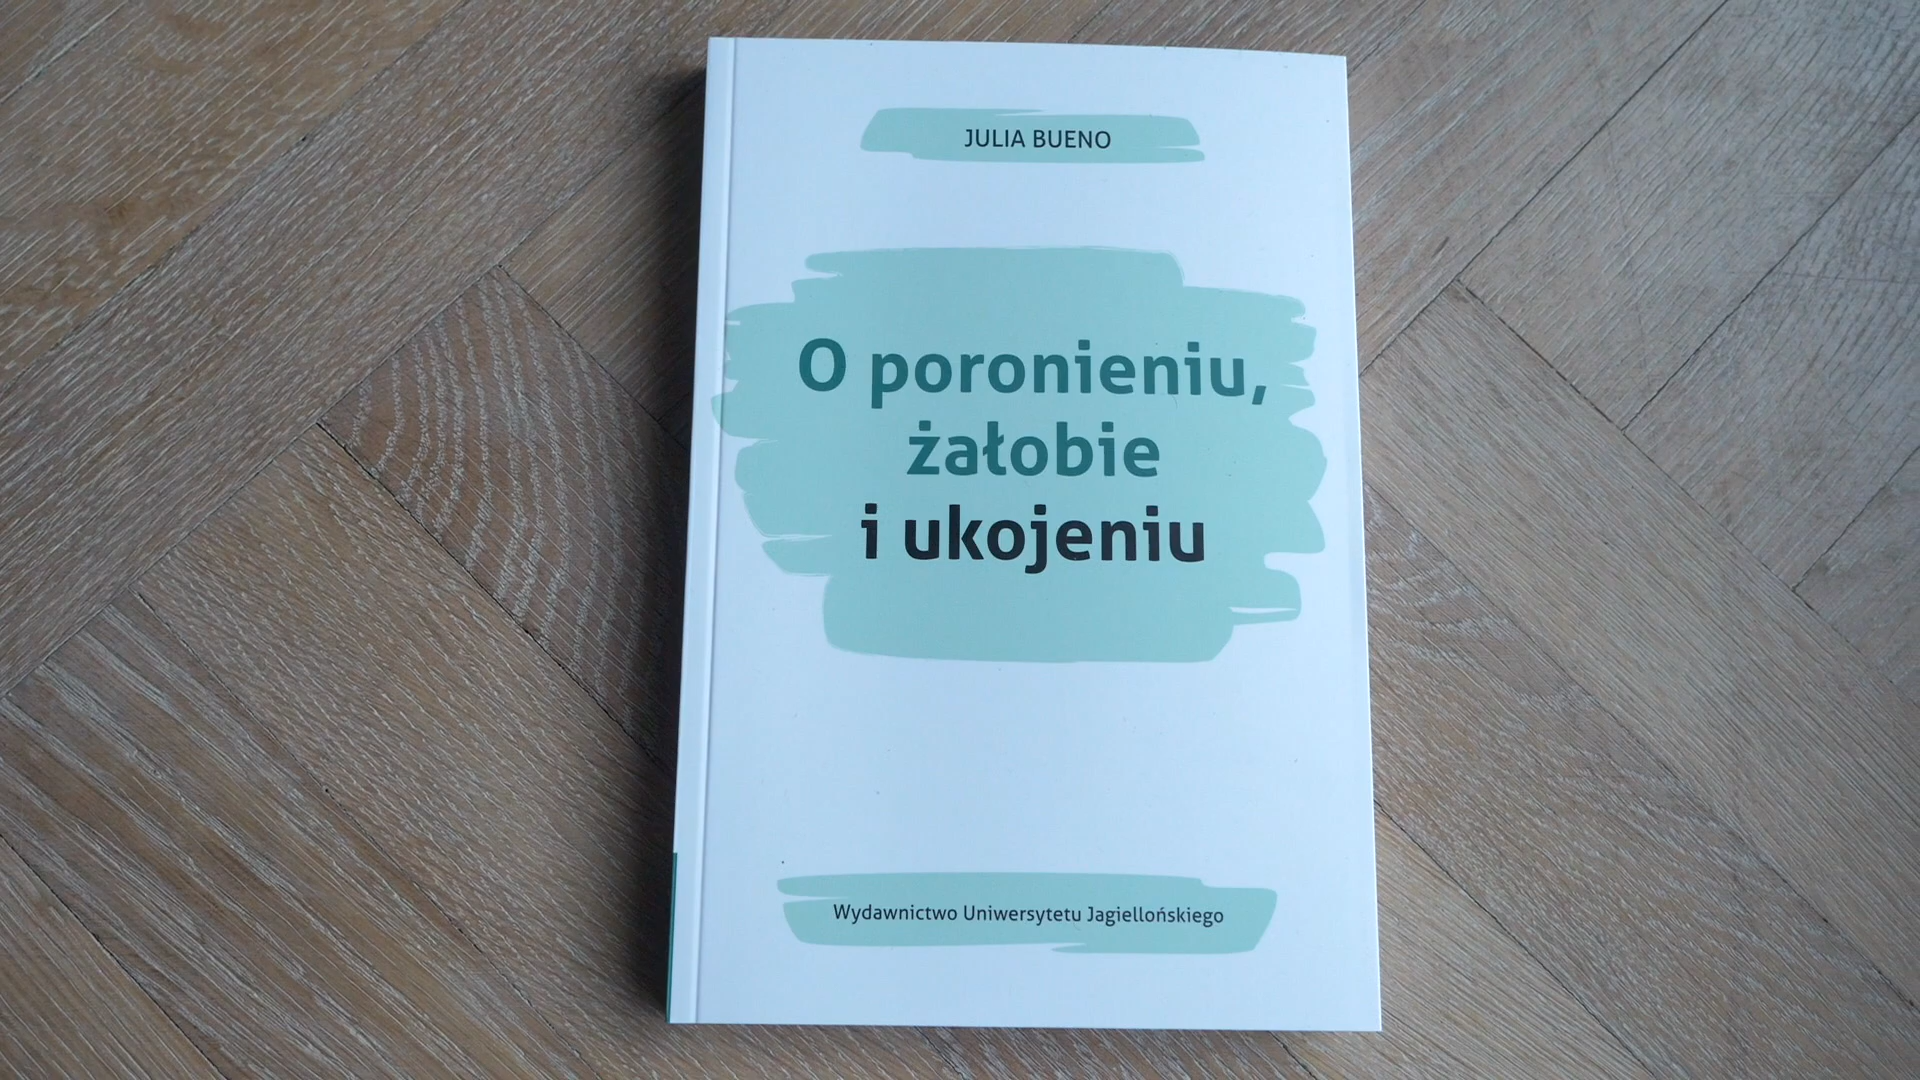 JULIA BUENO
O poronieniu,
żałobie
i ukojeniu
Wydawnictwo Uniwersytetu Jagiellońskiego